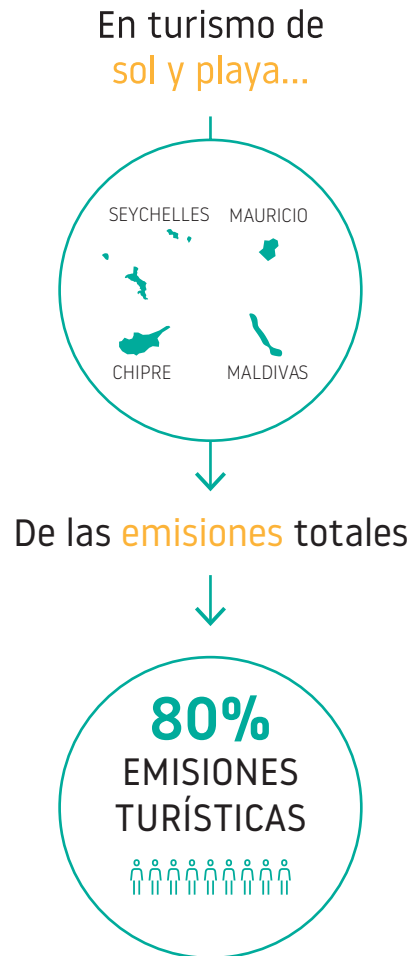 En turismo de
sol y playa...
SEYCHELLES MAURICIO
CHIPRE MALDIVAS
De las emisiones totales
80%
EMISIONES
TURÍSTICAS